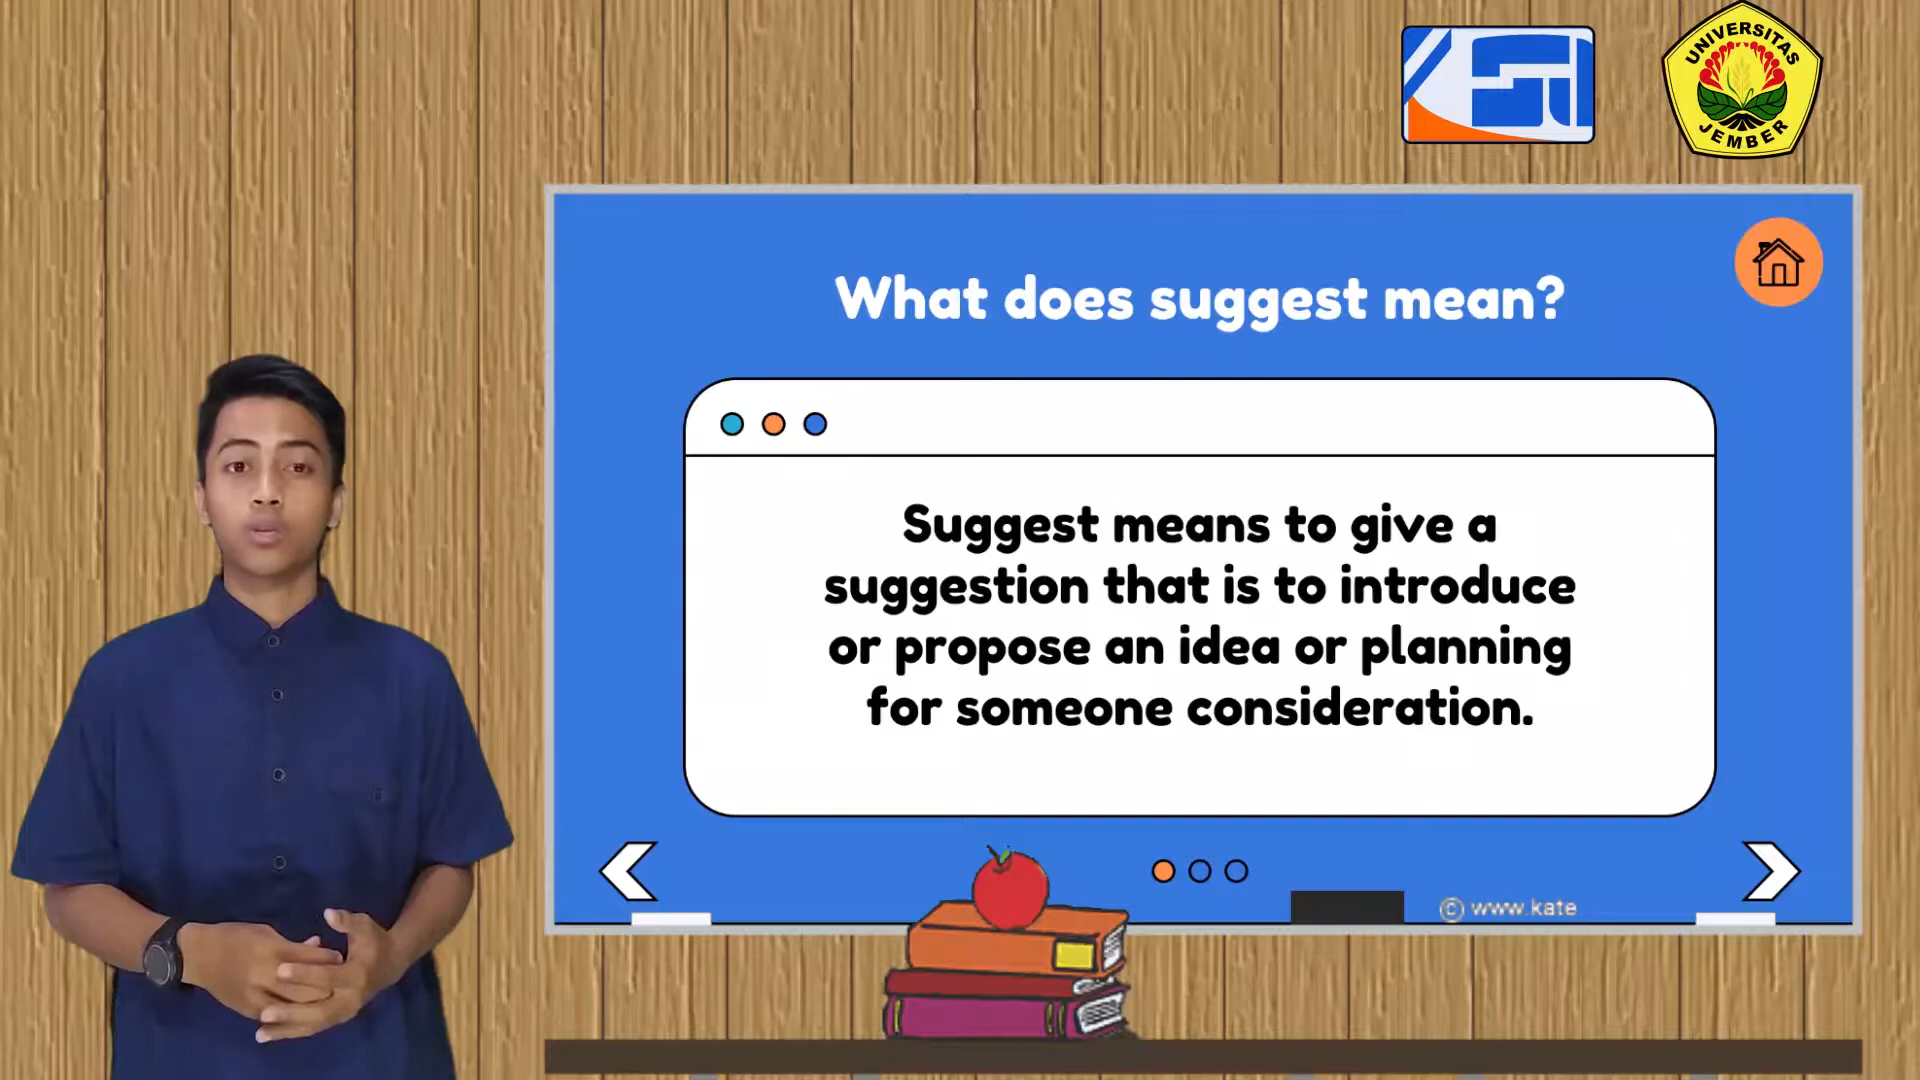 UNIVERSITAS
JEMBER
What does suggest mean?
Suggest means to give a
suggestion that is to introduce
or propose an idea or planning
for someone consideration.
© www.kate